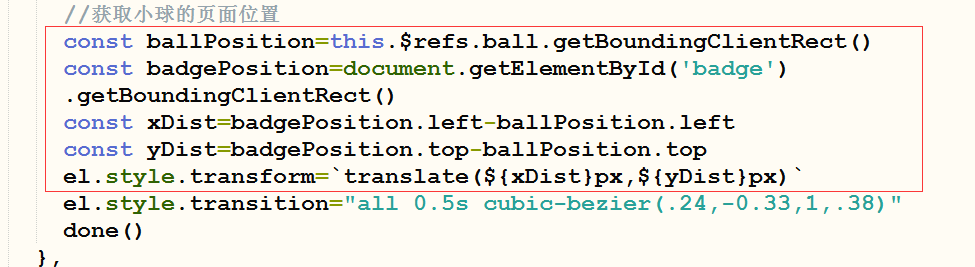 //获取小球的页面位置
const ballPosition=this.$refs.ball.getBoundingClientRect()
const badgePosition=document.getElementById('badge')
.getBoundingClientRect()
const xDist=badgePosition.left-ballPosition.left
const yDist=badgePosition.top-ballPosition.top
el.style.transform=`translate(${xDist}px,${yDist}px)`
el.style.transition="all 0.5s cubic-bezier(.24,-0.33,1,.38)"
done()
},